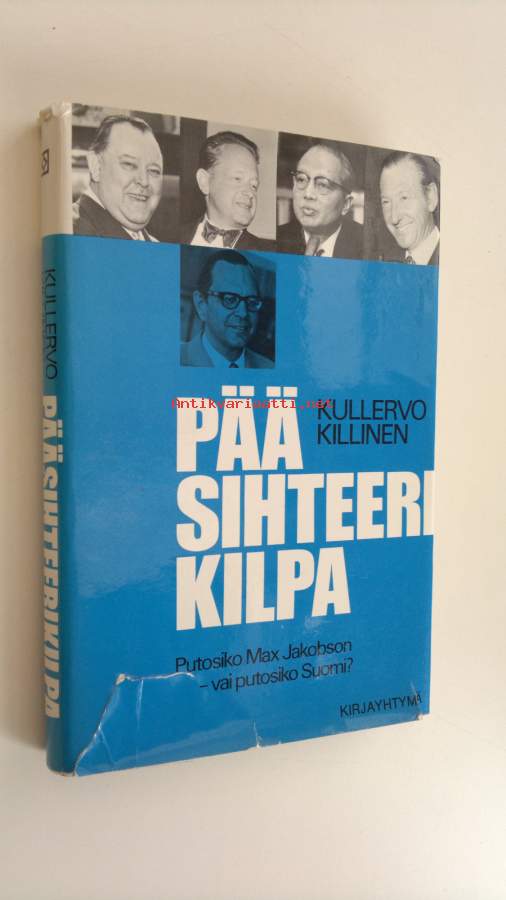 KULLERVO
PÄÄSIHTEERIKILPA
Antikvariaatti.net
KULLERVO
KILLINEN
PÄÄ
SIHTEERI
KILPA
Putosiko Max Jakobson
– vai putosiko Suomi?
KIRJAYHTYMÄ